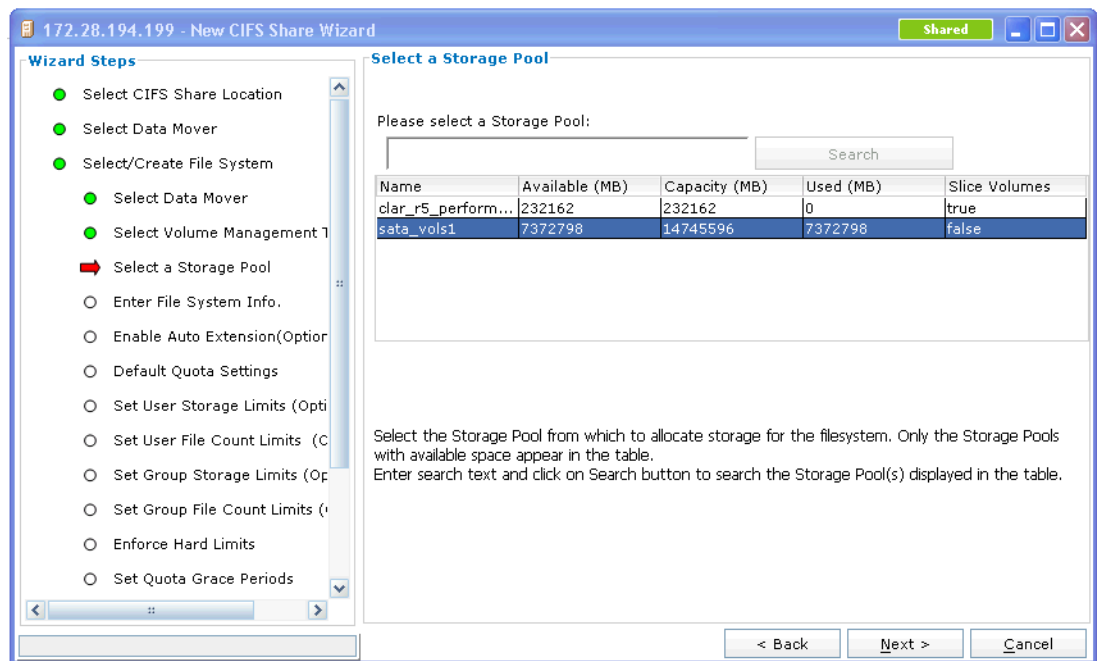 172.28.194.199 - New CIFS Share Wizard
Shared
Wizard Steps
Select CIFS Share Location
Select Data Mover
Select/Create File System
Select Data Mover
Select Volume Management T
Select a Storage Pool
Enter File System Info.
Enable Auto Extension(Option
Default Quota Settings
Set User Storage Limits (Opti
Set User File Count Limits (O
Set Group Storage Limits (Op
Set Group File Count Limits (
Enforce Hard Limits
Set Quota Grace Periods
Select a Storage Pool
Please select a Storage Pool:
Search
Name Available (MB) Capacity (MB) Used (MB) Slice Volumes
clar_r5_perform... 232162 232162 0 true
sata_vols1 7372798 14745596 7372798 false
Select the Storage Pool from which to allocate storage for the filesystem. Only the Storage Pools
with available space appear in the table.
Enter search text and click on Search button to search the Storage Pool(s) displayed in the table.
< Back Next > Cancel